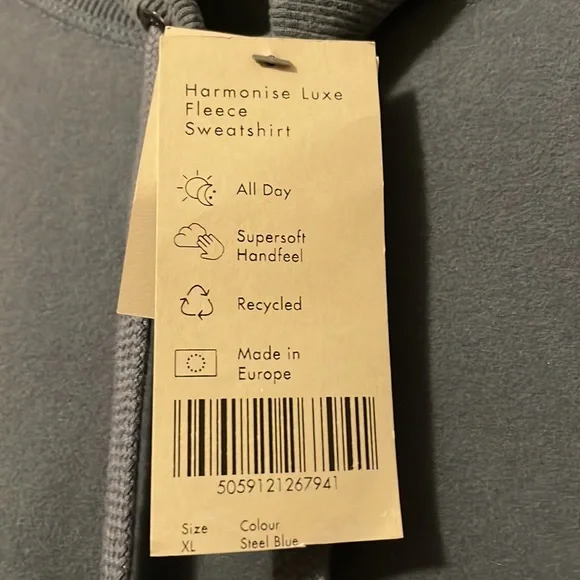 Harmonise Luxe
Fleece
Sweatshirt
All Day
Supersoft
Handfeel
Recycled
Made in
Europe
5059121267941
Size Colour
XL Steel Blue